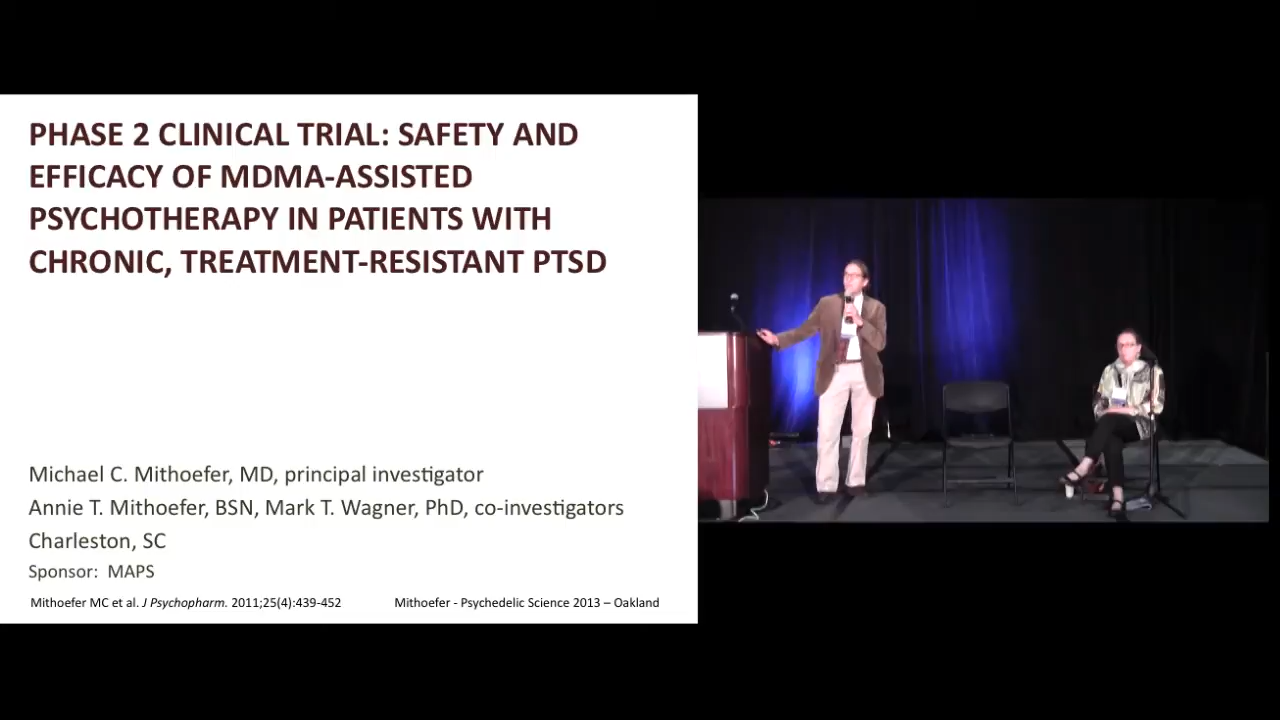 PHASE 2 CLINICAL TRIAL: SAFETY AND
EFFICACY OF MDMA-ASSISTED
PSYCHOTHERAPY IN PATIENTS WITH
CHRONIC, TREATMENT-RESISTANT PTSD
Michael C. Mithoefer, MD, principal investigator
Annie T. Mithoefer, BSN, Mark T. Wagner, PhD, co-investigators
Charleston, SC
Sponsor: MAPS
Mithoefer MC et al. J Psychopharm. 2011;25(4):439-452
Mithoefer - Psychedelic Science 2013 – Oakland